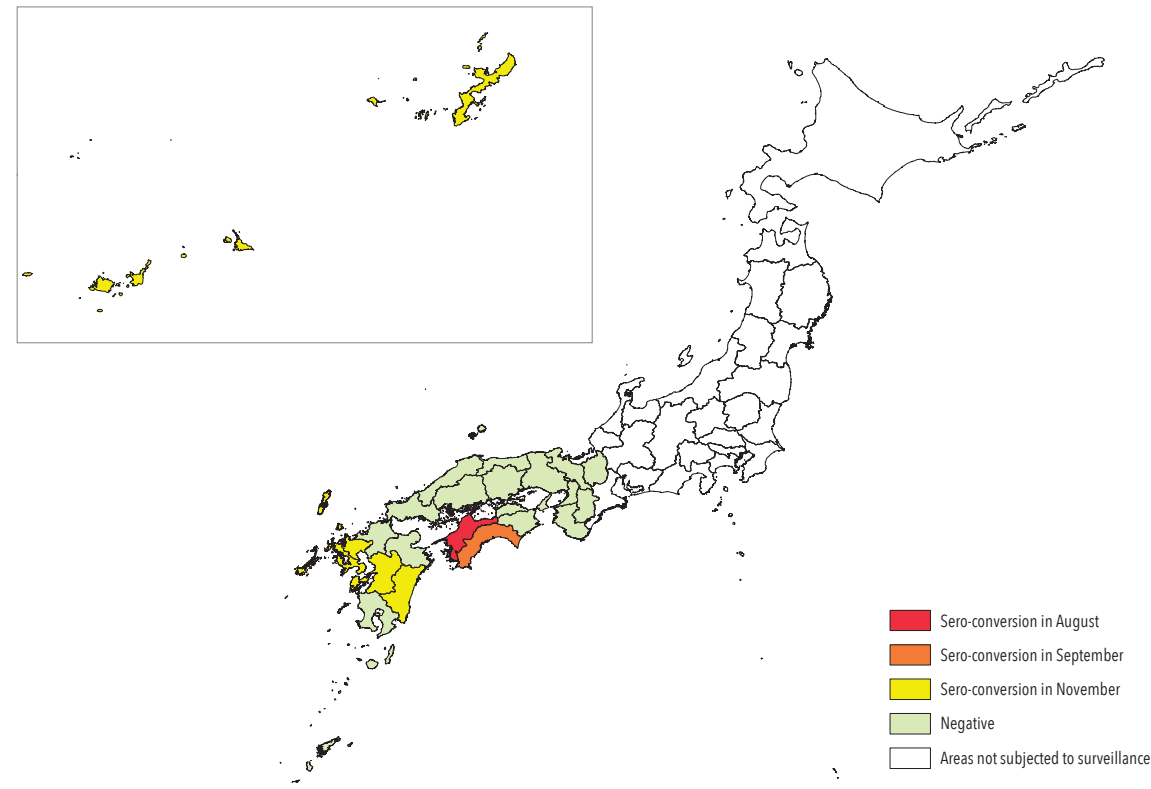 Sero-conversion in August
Sero-conversion in September
Sero-conversion in November
Negative
Areas not subjected to surveillance